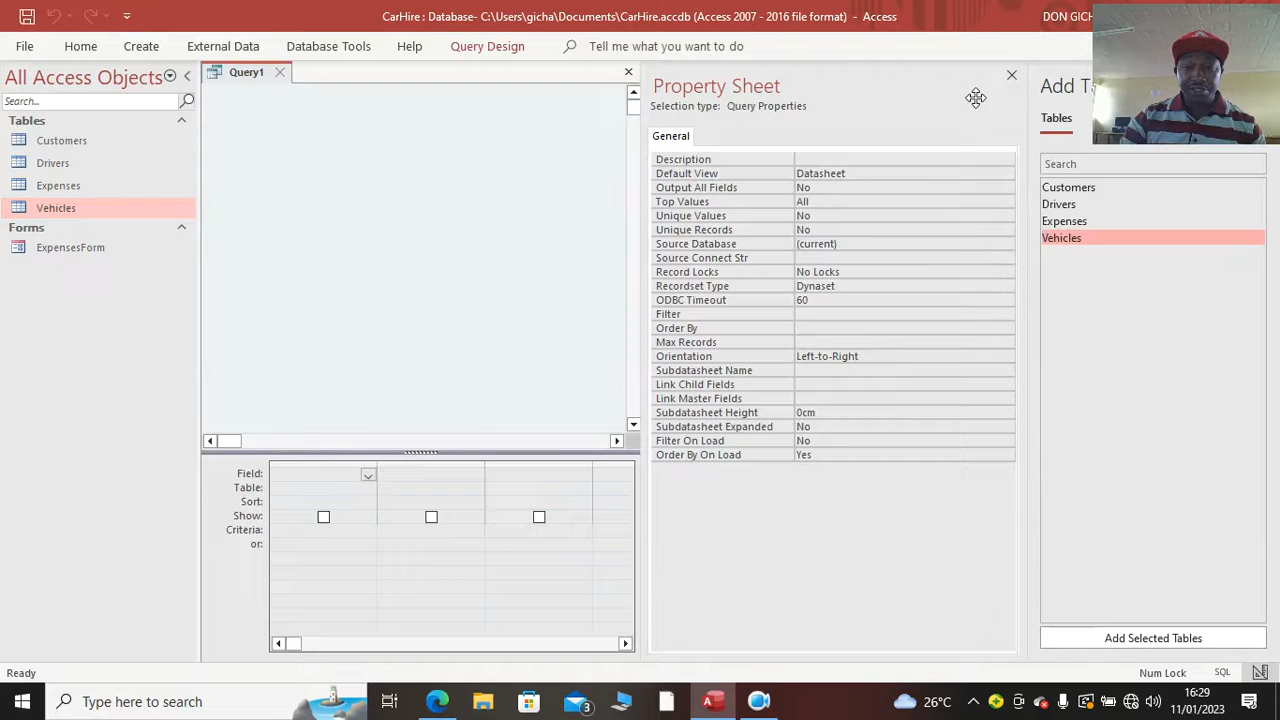 CarHire : Database- C:\Users\gicha\Documents\CarHire.accdb (Access 2007 - 2016 file format) - Access
DON GICH
File Home Create External Data Database Tools Help Query Design Tell me what you want to do
All Access Objects
Search...
Tables
Customers
Drivers
Expenses
Vehicles
Forms
ExpensesForm
Query1
Field:
Table:
Sort:
Show:
Criteria:
or:
Property Sheet
Selection type: Query Properties
General
Description
Default View Datasheet
Output All Fields No
Top Values All
Unique Values No
Unique Records No
Source Database (current)
Source Connect Str
Record Locks No Locks
Recordset Type Dynaset
ODBC Timeout 60
Filter
Order By
Max Records
Orientation Left-to-Right
Subdatasheet Name
Link Child Fields
Link Master Fields
Subdatasheet Height 0cm
Subdatasheet Expanded No
Filter On Load No
Order By On Load Yes
Add Ta
Tables
Search
Customers
Drivers
Expenses
Vehicles
Add Selected Tables
Ready
Num Lock SQL
Type here to search
3
26°C
16:29
11/01/2023